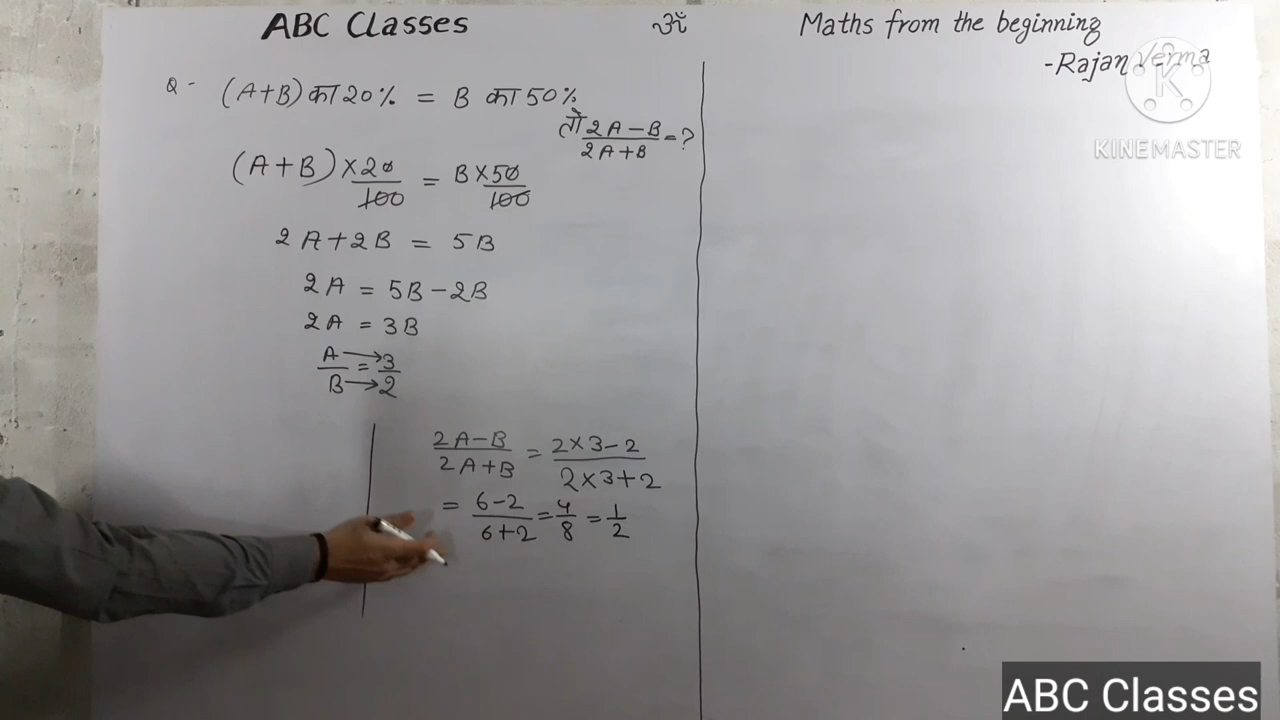 ABC Classes
ॐ
Maths from the beginning
-Rajan Verma
KINEMASTER
Q- (A+B) का 20% = B का 50%
तो (2A-B)/(2A+B) = ?
(A+B) × 20/100 = B × 50/100
2A+2B = 5B
2A = 5B-2B
2A = 3B
A/B = 3/2
(2A-B)/(2A+B) = (2×3-2)/(2×3+2)
= (6-2)/(6+2) = 4/8 = 1/2
ABC Classes